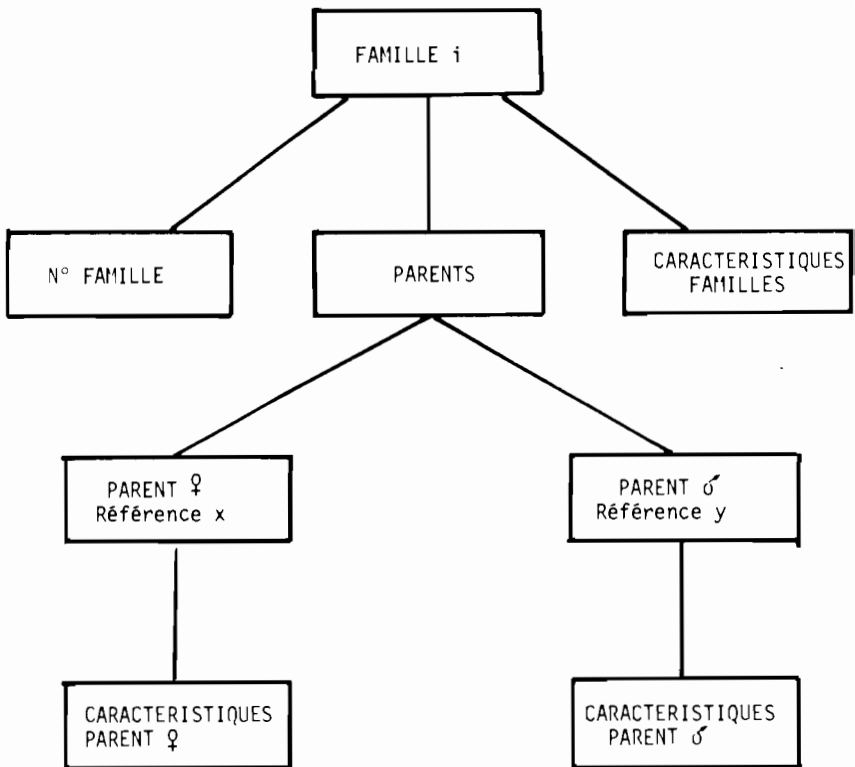 FAMILLE i
N° FAMILLE
PARENTS
CARACTERISTIQUES
FAMILLES
PARENT ♀
Référence x
PARENT ♂
Référence y
CARACTERISTIQUES
PARENT ♀
CARACTERISTIQUES
PARENT ♂